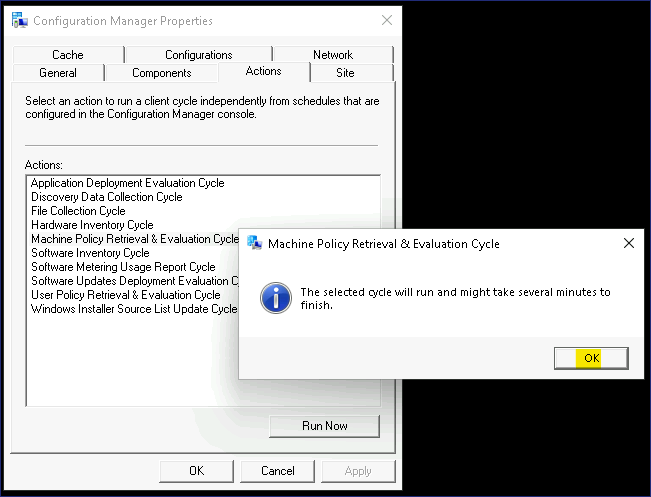 Configuration Manager Properties
Cache
Configurations
Network
General
Components
Actions
Site
Select an action to run a client cycle independently from schedules that are
configured in the Configuration Manager console.
Actions:
Application Deployment Evaluation Cycle
Discovery Data Collection Cycle
File Collection Cycle
Hardware Inventory Cycle
Machine Policy Retrieval & Evaluation Cycle
Software Inventory Cycle
Software Metering Usage Report Cycle
Software Updates Deployment Evaluation C
User Policy Retrieval & Evaluation Cycle
Windows Installer Source List Update Cycle
Machine Policy Retrieval & Evaluation Cycle
The selected cycle will run and might take several minutes to
finish.
OK
Run Now
OK
Cancel
Apply